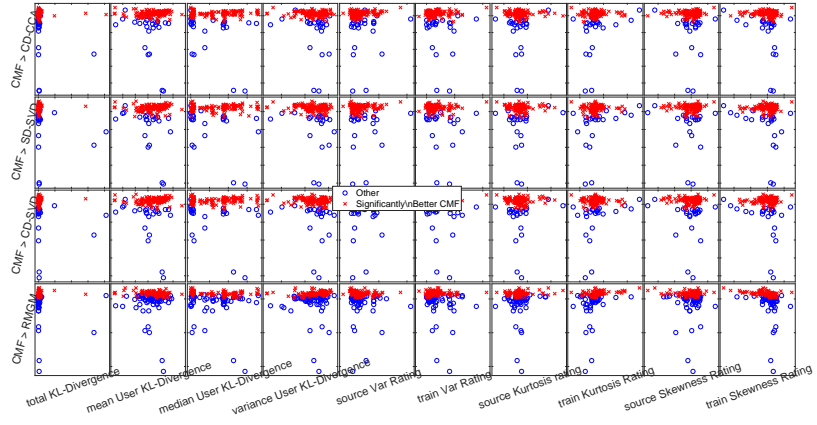 CMF > CD-CC
CMF > SD-SVD
CMF > CD-SVD
CMF > RMGM
Other
Significantly\nBetter CMF
total KL-Divergence
mean User KL-Divergence
median User KL-Divergence
variance User KL-Divergence
source Var Rating
train Var Rating
source Kurtosis rating
train Kurtosis Rating
source Skewness Rating
train Skewness Rating